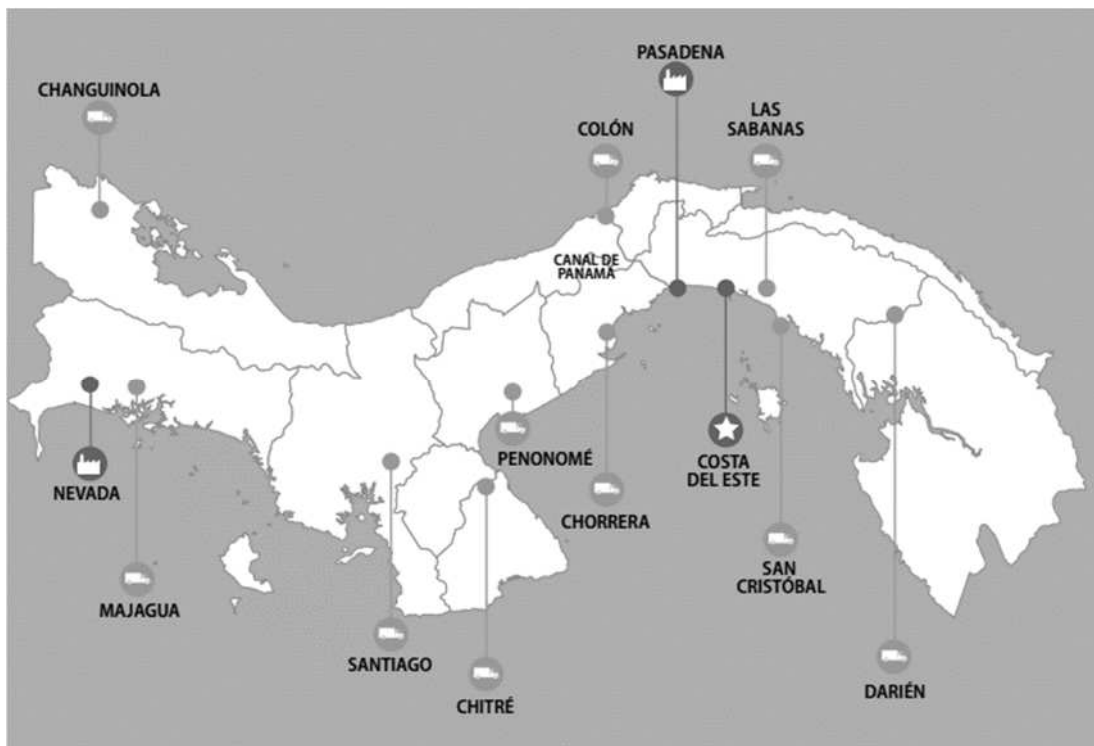 PASADENA
CHANGUINOLA
LAS
SABANAS
COLÓN
CANAL DE
PANAMÁ
PENONOMÉ
COSTA
DEL ESTE
NEVADA
CHORRERA
SAN
CRISTÓBAL
MAJAGUA
SANTIAGO
DARIÉN
CHITRÉ